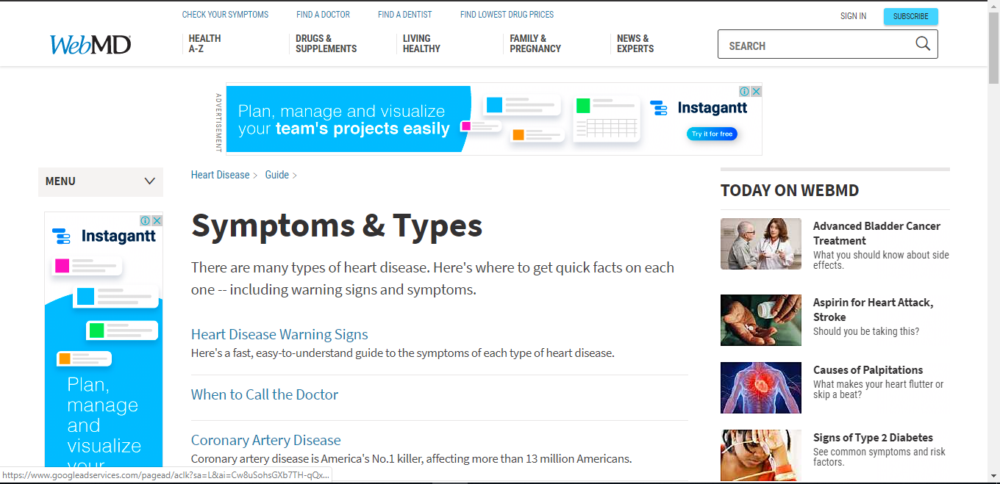 CHECK YOUR SYMPTOMS FIND A DOCTOR FIND A DENTIST FIND LOWEST DRUG PRICES
SIGN IN SUBSCRIBE
WebMD
HEALTH
A-Z
DRUGS &
SUPPLEMENTS
LIVING
HEALTHY
FAMILY &
PREGNANCY
NEWS &
EXPERTS
SEARCH
ADVERTISEMENT
Plan, manage and visualize
your team's projects easily
Instagantt
Try it for free
MENU
Instagantt
Plan,
manage
and
visualize
your
Heart Disease > Guide >
Symptoms & Types
There are many types of heart disease. Here's where to get quick facts on each
one -- including warning signs and symptoms.
Heart Disease Warning Signs
Here's a fast, easy-to-understand guide to the symptoms of each type of heart disease.
When to Call the Doctor
Coronary Artery Disease
Coronary artery disease is America's No.1 killer, affecting more than 13 million Americans.
TODAY ON WEBMD
Advanced Bladder Cancer
Treatment
What you should know about side
effects.
Aspirin for Heart Attack,
Stroke
Should you be taking this?
Causes of Palpitations
What makes your heart flutter or
skip a beat?
Signs of Type 2 Diabetes
See common symptoms and risk
factors.
https://www.googleadservices.com/pagead/aclk?sa=L&ai=Cw8uSohsGXb7TH-qQx...